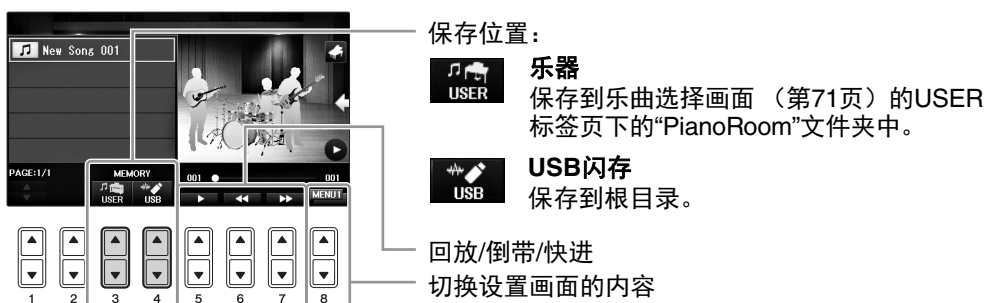 New Song 001
PAGE:1/1
MEMORY
USER
USB
001
001
MENU1
1 2 3 4 5 6 7 8
保存位置：
USER
乐器
保存到乐曲选择画面 （第71页）的USER
标签页下的“PianoRoom”文件夹中。
USB
USB闪存
保存到根目录。
回放/倒带/快进
切换设置画面的内容